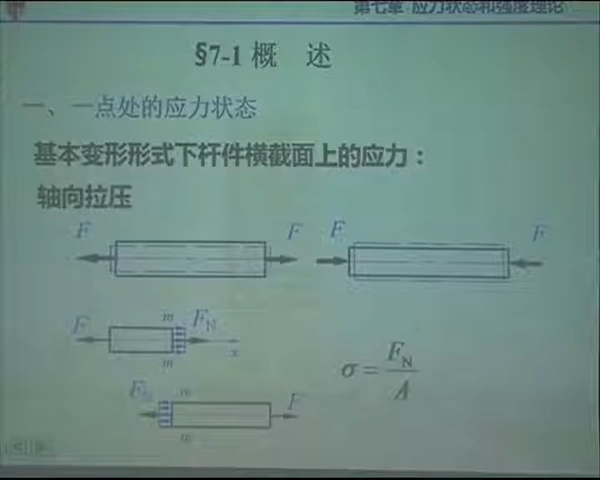 第七章 应力状态和强度理论
§7-1 概 述
一、一点处的应力状态
基本变形形式下杆件横截面上的应力：
轴向拉压
F F F F
F m F_N
m x
F_N m F
m
σ = F_N / A